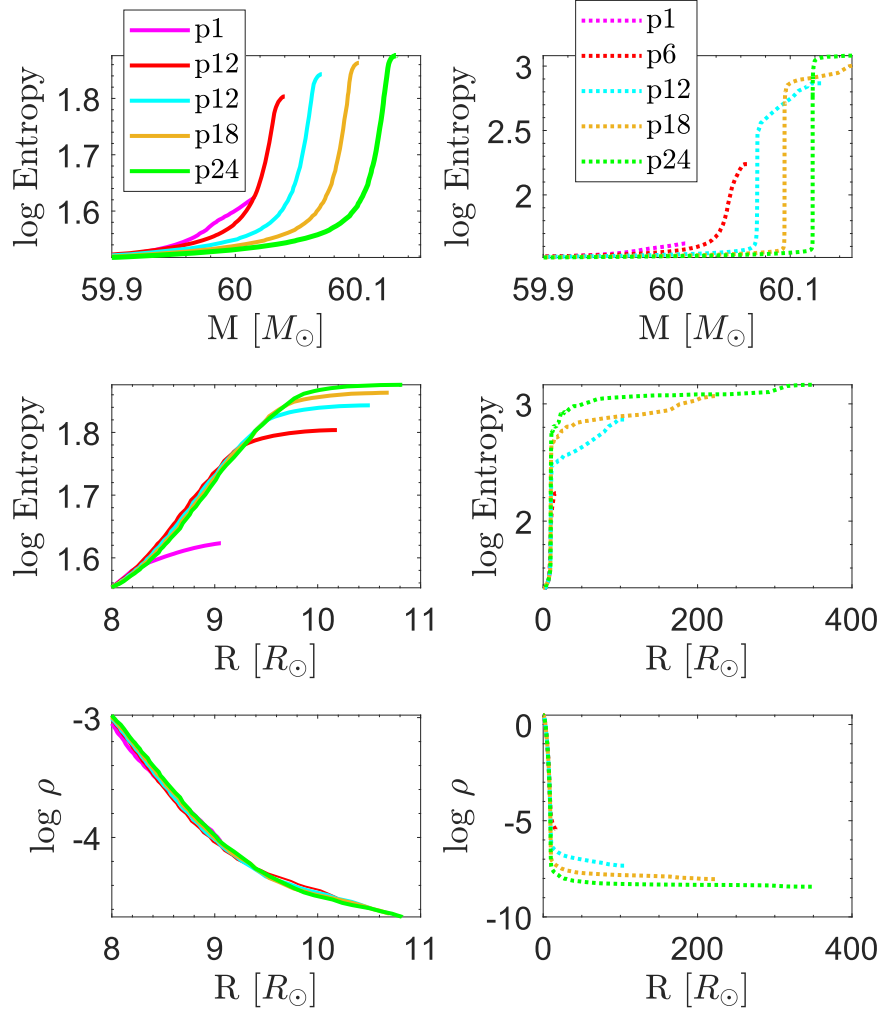 p1
p12
p12
p18
p24
log Entropy
1.8
1.7
1.6
59.9
60
60.1
M [M⊙]
p1
p6
p12
p18
p24
log Entropy
3
2.5
2
59.9
60
60.1
M [M⊙]
log Entropy
1.8
1.7
1.6
8
9
10
11
R [R⊙]
log Entropy
3
2
0
200
400
R [R⊙]
log ρ
-3
-4
8
9
10
11
R [R⊙]
log ρ
0
-5
-10
0
200
400
R [R⊙]